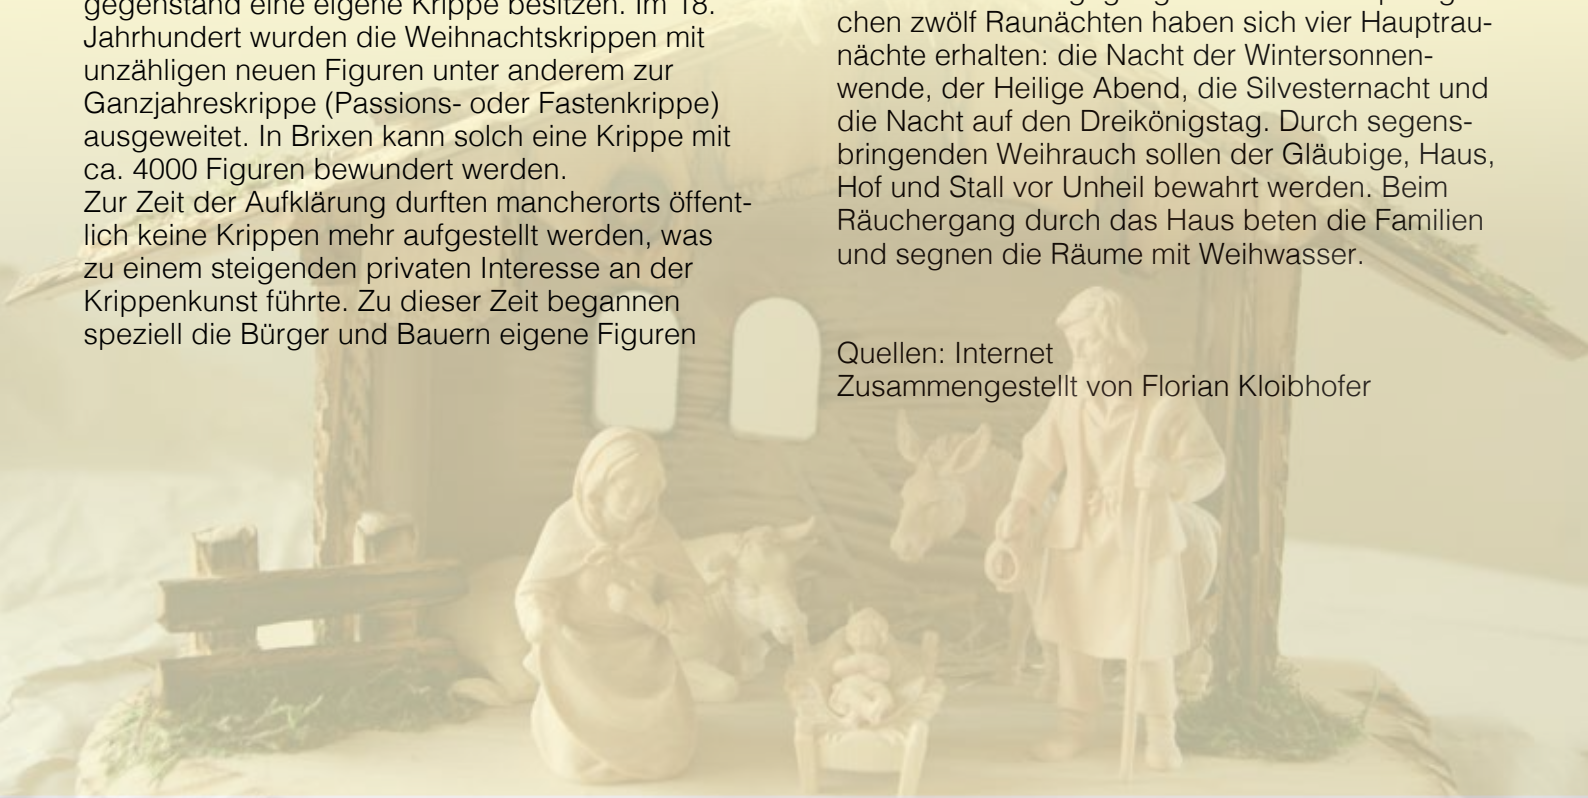 gegenstand eine eigene Krippe besitzen. Im 18.
Jahrhundert wurden die Weihnachtskrippen mit
unzähligen neuen Figuren unter anderem zur
Ganzjahreskrippe (Passions- oder Fastenkrippe)
ausgeweitet. In Brixen kann solch eine Krippe mit
ca. 4000 Figuren bewundert werden.
Zur Zeit der Aufklärung durften mancherorts öffent-
lich keine Krippen mehr aufgestellt werden, was
zu einem steigenden privaten Interesse an der
Krippenkunst führte. Zu dieser Zeit begannen
speziell die Bürger und Bauern eigene Figuren
chen zwölf Raunächten haben sich vier Hauptrau-
nächte erhalten: die Nacht der Wintersonnen-
wende, der Heilige Abend, die Silvesternacht und
die Nacht auf den Dreikönigstag. Durch segens-
bringenden Weihrauch sollen der Gläubige, Haus,
Hof und Stall vor Unheil bewahrt werden. Beim
Räuchergang durch das Haus beten die Familien
und segnen die Räume mit Weihwasser.
Quellen: Internet
Zusammengestellt von Florian Kloibhofer